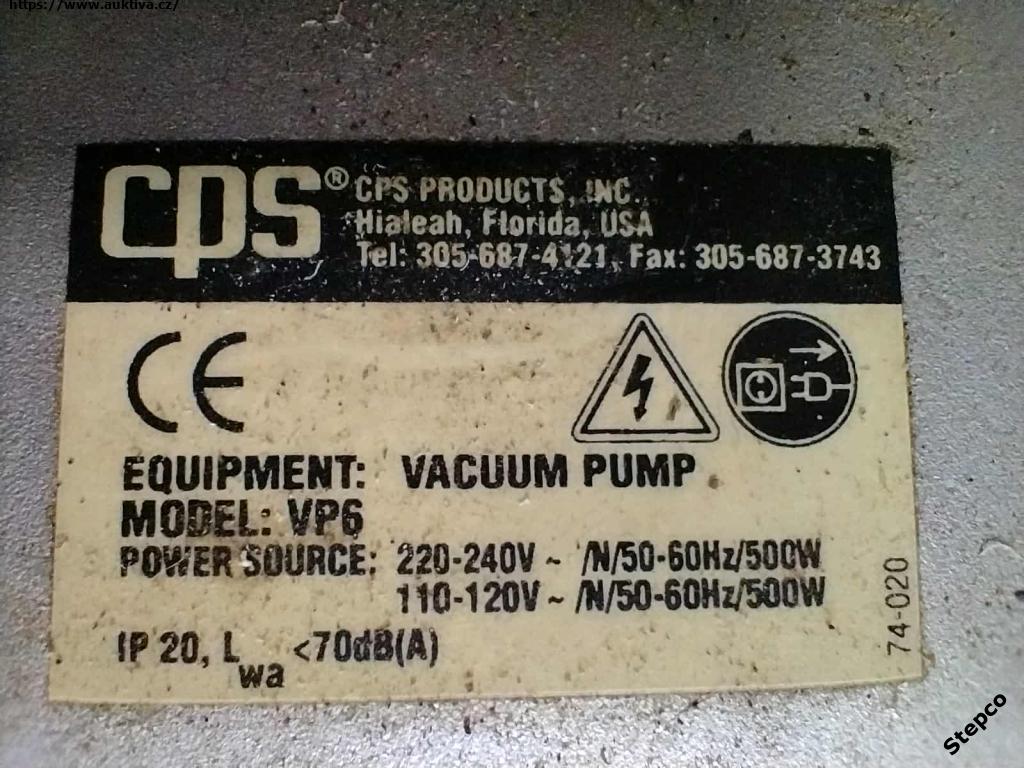 https://www.auktiva.cz/
cps® CPS PRODUCTS, INC.
Hialeah, Florida, USA
Tel: 305-687-4121, Fax: 305-687-3743
CE
EQUIPMENT: VACUUM PUMP
MODEL: VP6
POWER SOURCE: 220-240V ~ /N/50-60Hz/500W
110-120V ~ /N/50-60Hz/500W
IP 20, Lwa <70dB(A)
74-020
Stepco